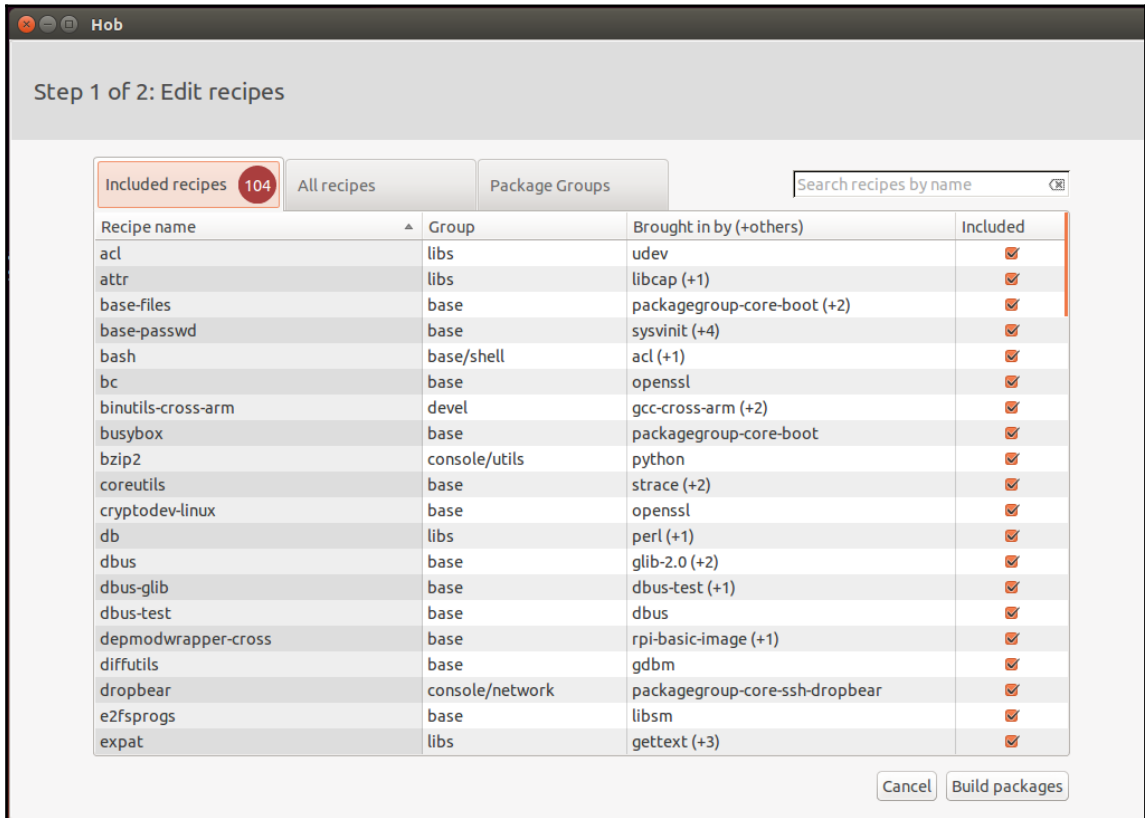 Hob
Step 1 of 2: Edit recipes
Included recipes 104 All recipes Package Groups Search recipes by name
Recipe name Group Brought in by (+others) Included
acl libs udev
attr libs libcap (+1)
base-files base packagegroup-core-boot (+2)
base-passwd base sysvinit (+4)
bash base/shell acl (+1)
bc base openssl
binutils-cross-arm devel gcc-cross-arm (+2)
busybox base packagegroup-core-boot
bzip2 console/utils python
coreutils base strace (+2)
cryptodev-linux base openssl
db libs perl (+1)
dbus base glib-2.0 (+2)
dbus-glib base dbus-test (+1)
dbus-test base dbus
depmodwrapper-cross base rpi-basic-image (+1)
diffutils base gdbm
dropbear console/network packagegroup-core-ssh-dropbear
e2fsprogs base libsm
expat libs gettext (+3)
Cancel Build packages